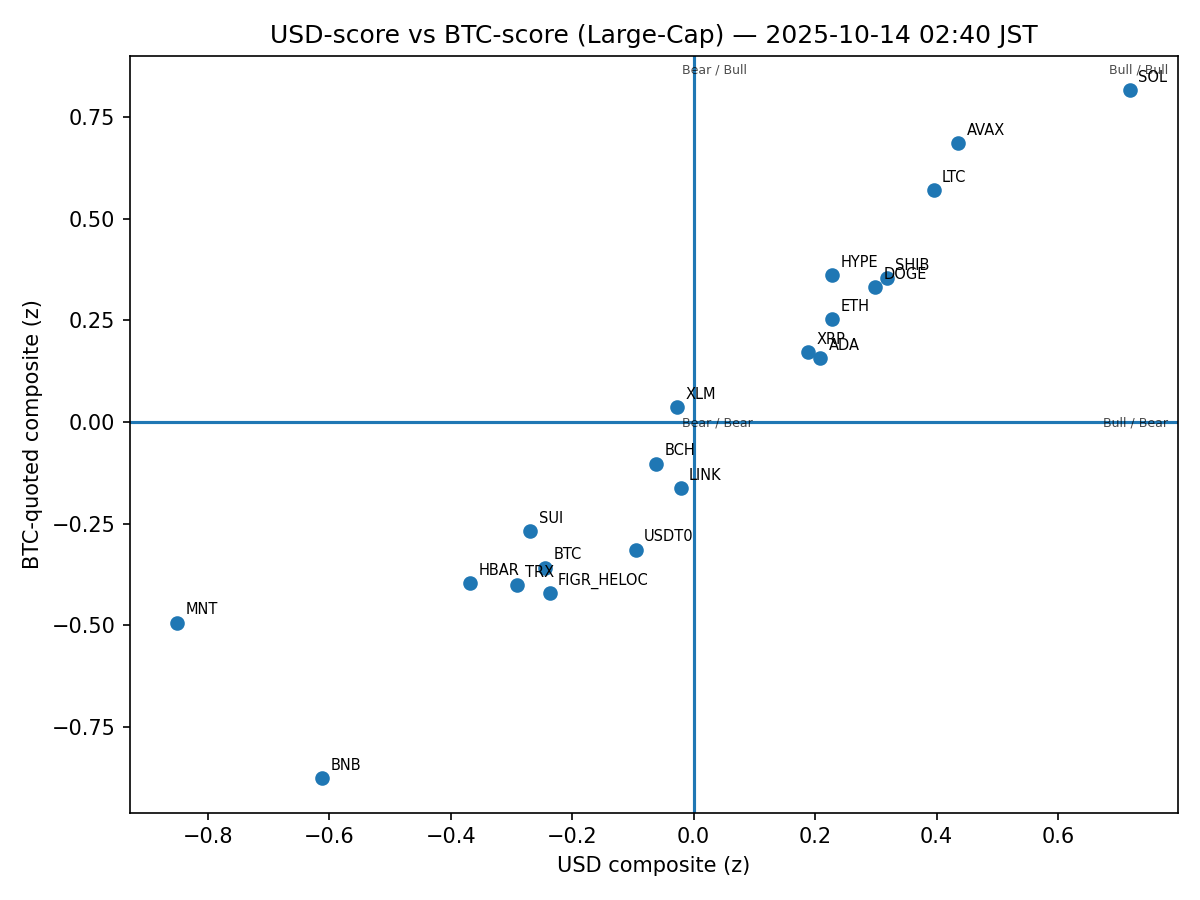 USD-score vs BTC-score (Large-Cap) — 2025-10-14 02:40 JST
Bear / Bull
Bull / Bull
SOL
AVAX
LTC
HYPE
SHIB
DOGE
ETH
XRP
ADA
XLM
Bear / Bear
Bull / Bear
BCH
LINK
SUI
USDT0
BTC
HBAR
TRX
FIGR_HELOC
MNT
BNB
BTC-quoted composite (z)
0.75
0.50
0.25
0.00
−0.25
−0.50
−0.75
−0.8
−0.6
−0.4
−0.2
0.0
0.2
0.4
0.6
USD composite (z)